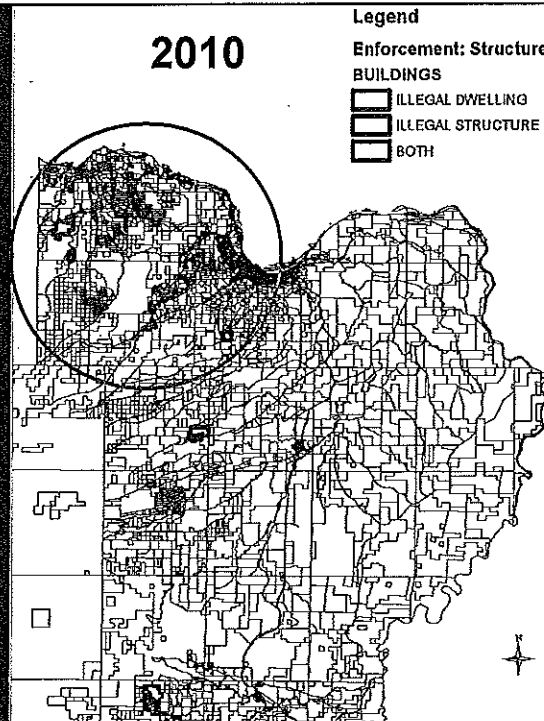 2010
Legend
Enforcement: Structure
BUILDINGS
ILLEGAL DWELLING
ILLEGAL STRUCTURE
BOTH
N